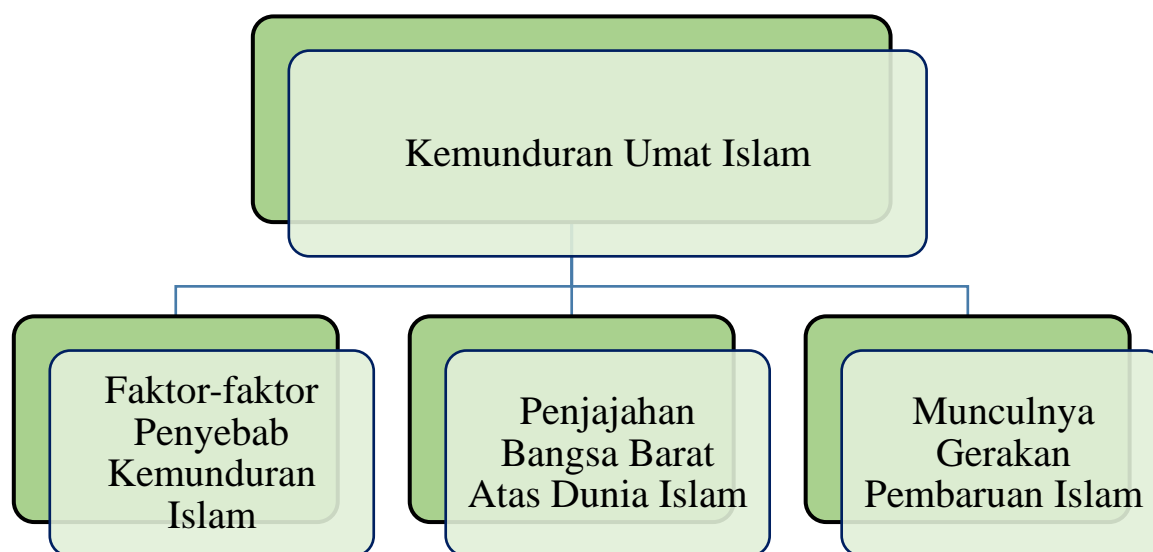 Kemunduran Umat Islam
Faktor-faktor
Penyebab
Kemunduran
Islam
Penjajahan
Bangsa Barat
Atas Dunia Islam
Munculnya
Gerakan
Pembaruan Islam